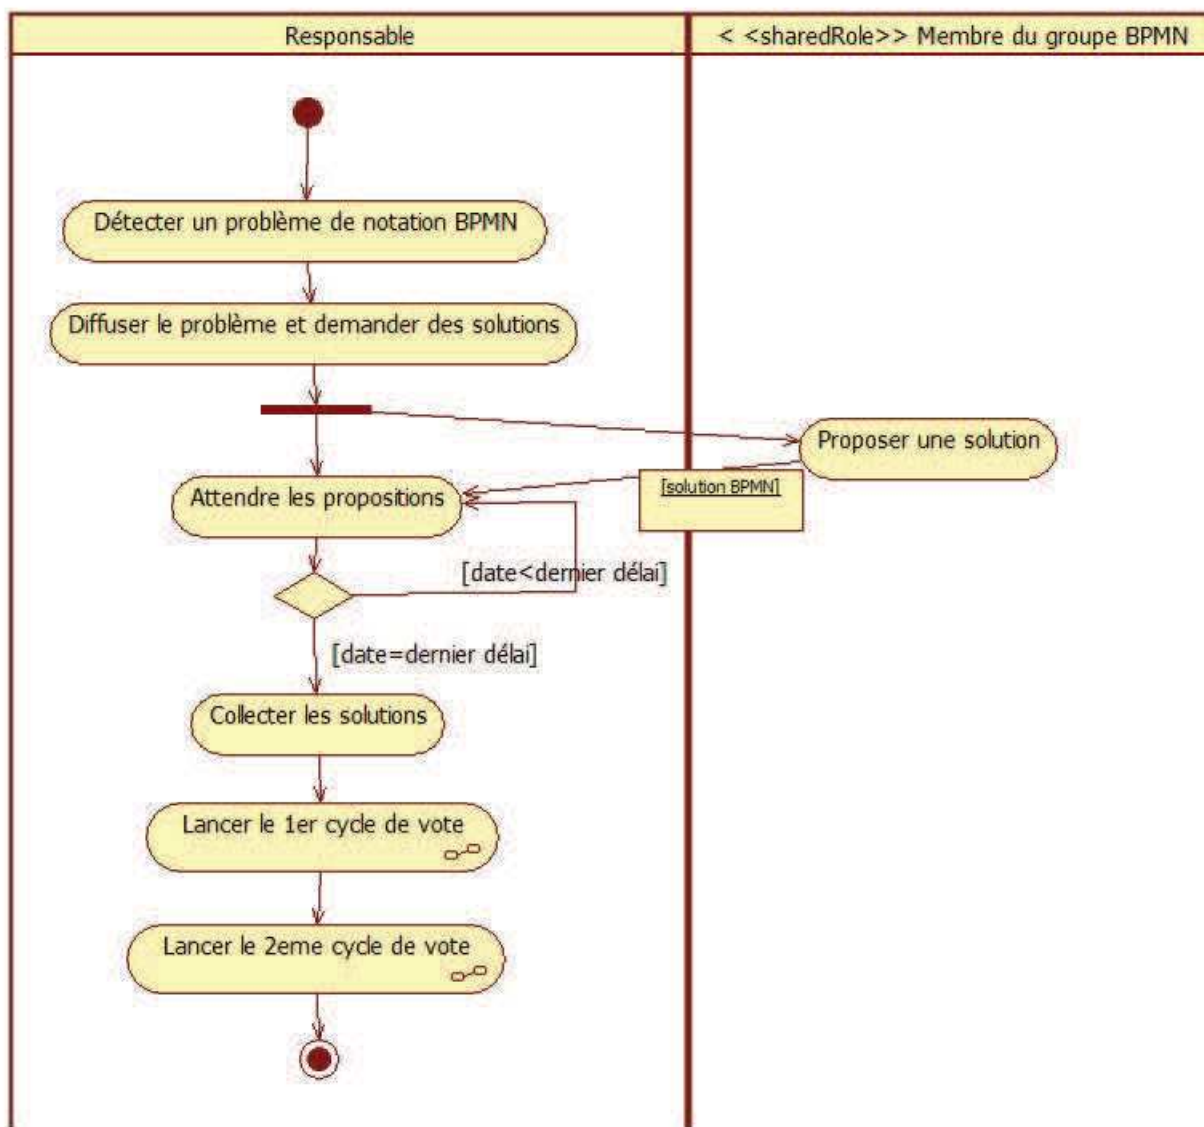 Responsable
< <sharedRole>> Membre du groupe BPMN
Détecter un problème de notation BPMN
Diffuser le problème et demander des solutions
Proposer une solution
[solution BPMN]
Attendre les propositions
[date<dernier délai]
[date=dernier délai]
Collecter les solutions
Lancer le 1er cycle de vote
Lancer le 2eme cycle de vote